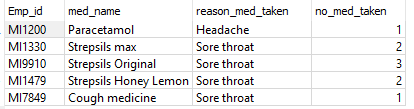 Emp_id med_name reason_med_taken no_med_taken
MI1200 Paracetamol Headache 1
MI1330 Strepsils max Sore throat 2
MI9910 Strepsils Original Sore throat 3
MI1479 Strepsils Honey Lemon Sore throat 2
MI7849 Cough medicine Sore throat 1